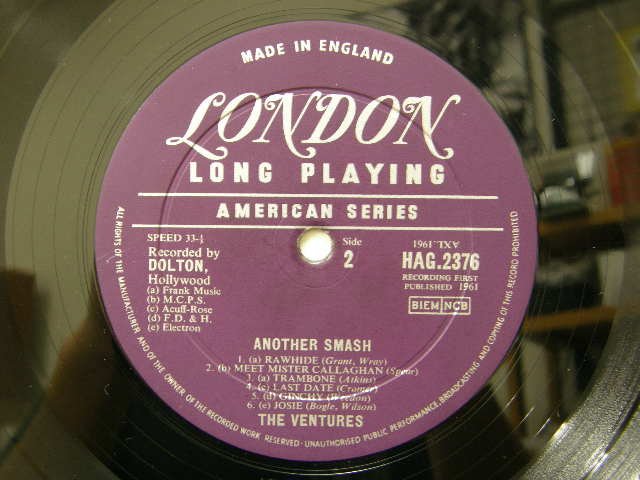 MADE IN ENGLAND
LONDON
LONG PLAYING
AMERICAN SERIES
SPEED 33-⅓
Recorded by
DOLTON,
Hollywood
(a) Frank Music
(b) M.C.P.S.
(c) Acuff-Rose
(d) F.D. & H.
(e) Electron
Side
2
AXL.1961
HAG.2376
RECORDING FIRST
PUBLISHED 1961
BIEM NCB
ANOTHER SMASH
1. (a) RAWHIDE (Grant, Wray)
2. (b) MEET MISTER CALLAGHAN (Spear)
3. (a) TRAMBONE (Atkins)
4. (c) LAST DATE (Cramer)
5. (d) GINCHY (Weedon)
6. (e) JOSIE (Bogle, Wilson)
THE VENTURES
ALL RIGHTS OF THE MANUFACTURER AND OF THE OWNER OF THE RECORDED WORK RESERVED · UNAUTHORISED PUBLIC PERFORMANCE, BROADCASTING AND COPYING OF THIS RECORD PROHIBITED